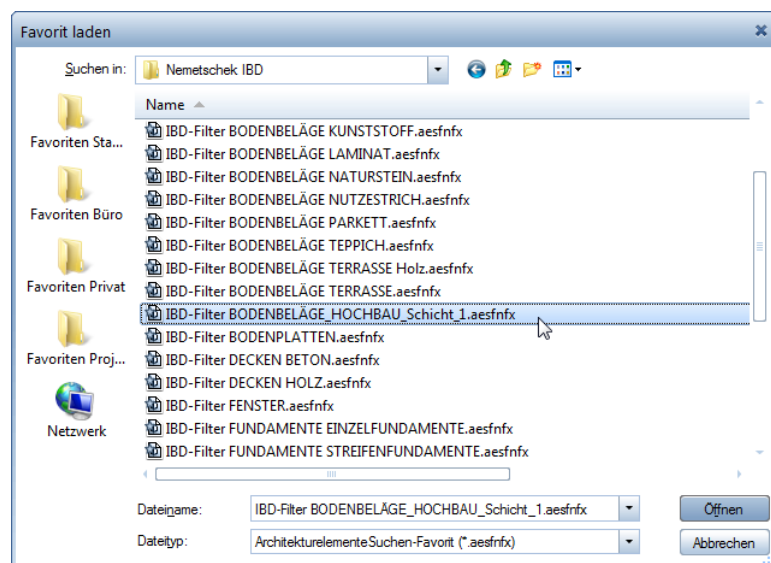 Favorit laden
Suchen in:
Nemetschek IBD
Name
Favoriten Sta...
Favoriten Büro
Favoriten Privat
Favoriten Proj...
Netzwerk
IBD-Filter BODENBELÄGE KUNSTSTOFF.aesfnfx
IBD-Filter BODENBELÄGE LAMINAT.aesfnfx
IBD-Filter BODENBELÄGE NATURSTEIN.aesfnfx
IBD-Filter BODENBELÄGE NUTZESTRICH.aesfnfx
IBD-Filter BODENBELÄGE PARKETT.aesfnfx
IBD-Filter BODENBELÄGE TEPPICH.aesfnfx
IBD-Filter BODENBELÄGE TERRASSE Holz.aesfnfx
IBD-Filter BODENBELÄGE TERRASSE.aesfnfx
IBD-Filter BODENBELÄGE_HOCHBAU_Schicht_1.aesfnfx
IBD-Filter BODENPLATTEN.aesfnfx
IBD-Filter DECKEN BETON.aesfnfx
IBD-Filter DECKEN HOLZ.aesfnfx
IBD-Filter FENSTER.aesfnfx
IBD-Filter FUNDAMENTE EINZELFUNDAMENTE.aesfnfx
IBD-Filter FUNDAMENTE STREIFENFUNDAMENTE.aesfnfx
Dateiname:
IBD-Filter BODENBELÄGE_HOCHBAU_Schicht_1.aesfnfx
Öffnen
Dateityp:
ArchitekturelementeSuchen-Favorit (*.aesfnfx)
Abbrechen